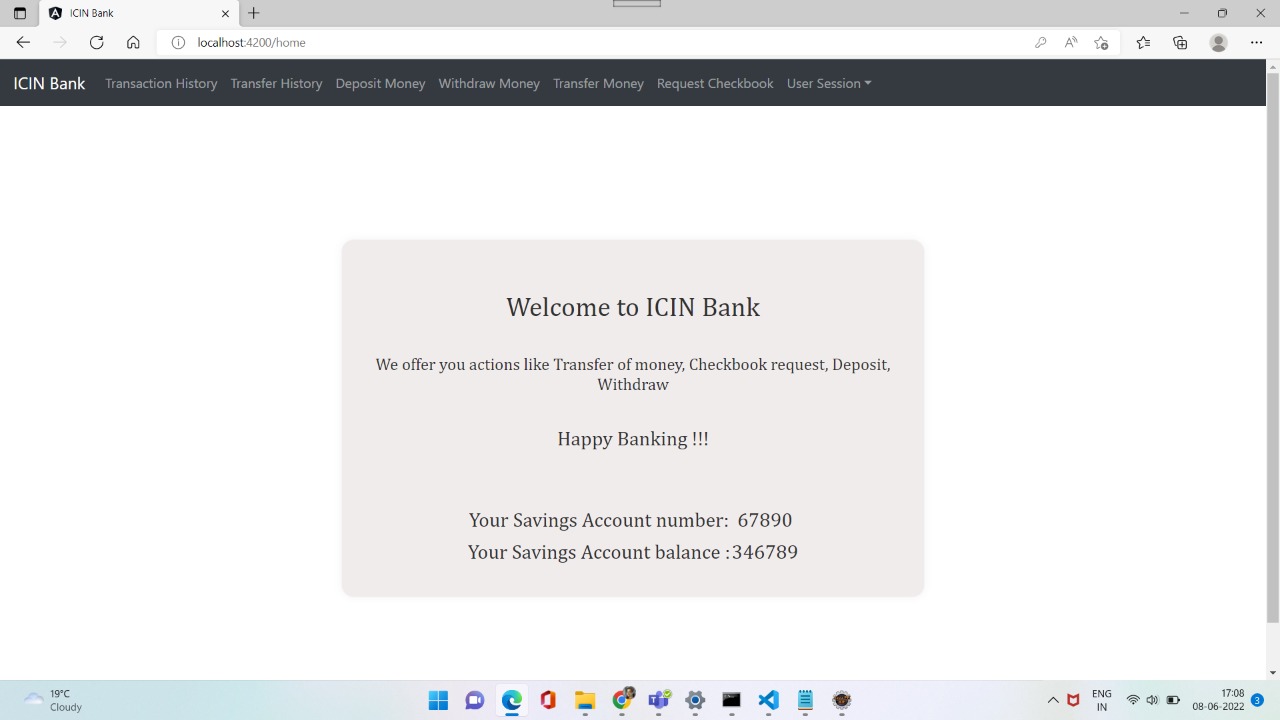 ICIN Bank
localhost:4200/home
ICIN Bank Transaction History Transfer History Deposit Money Withdraw Money Transfer Money Request Checkbook User Session
Welcome to ICIN Bank
We offer you actions like Transfer of money, Checkbook request, Deposit,
Withdraw
Happy Banking !!!
Your Savings Account number: 67890
Your Savings Account balance :346789
19°C
Cloudy
ENG
IN
17:08
08-06-2022
3